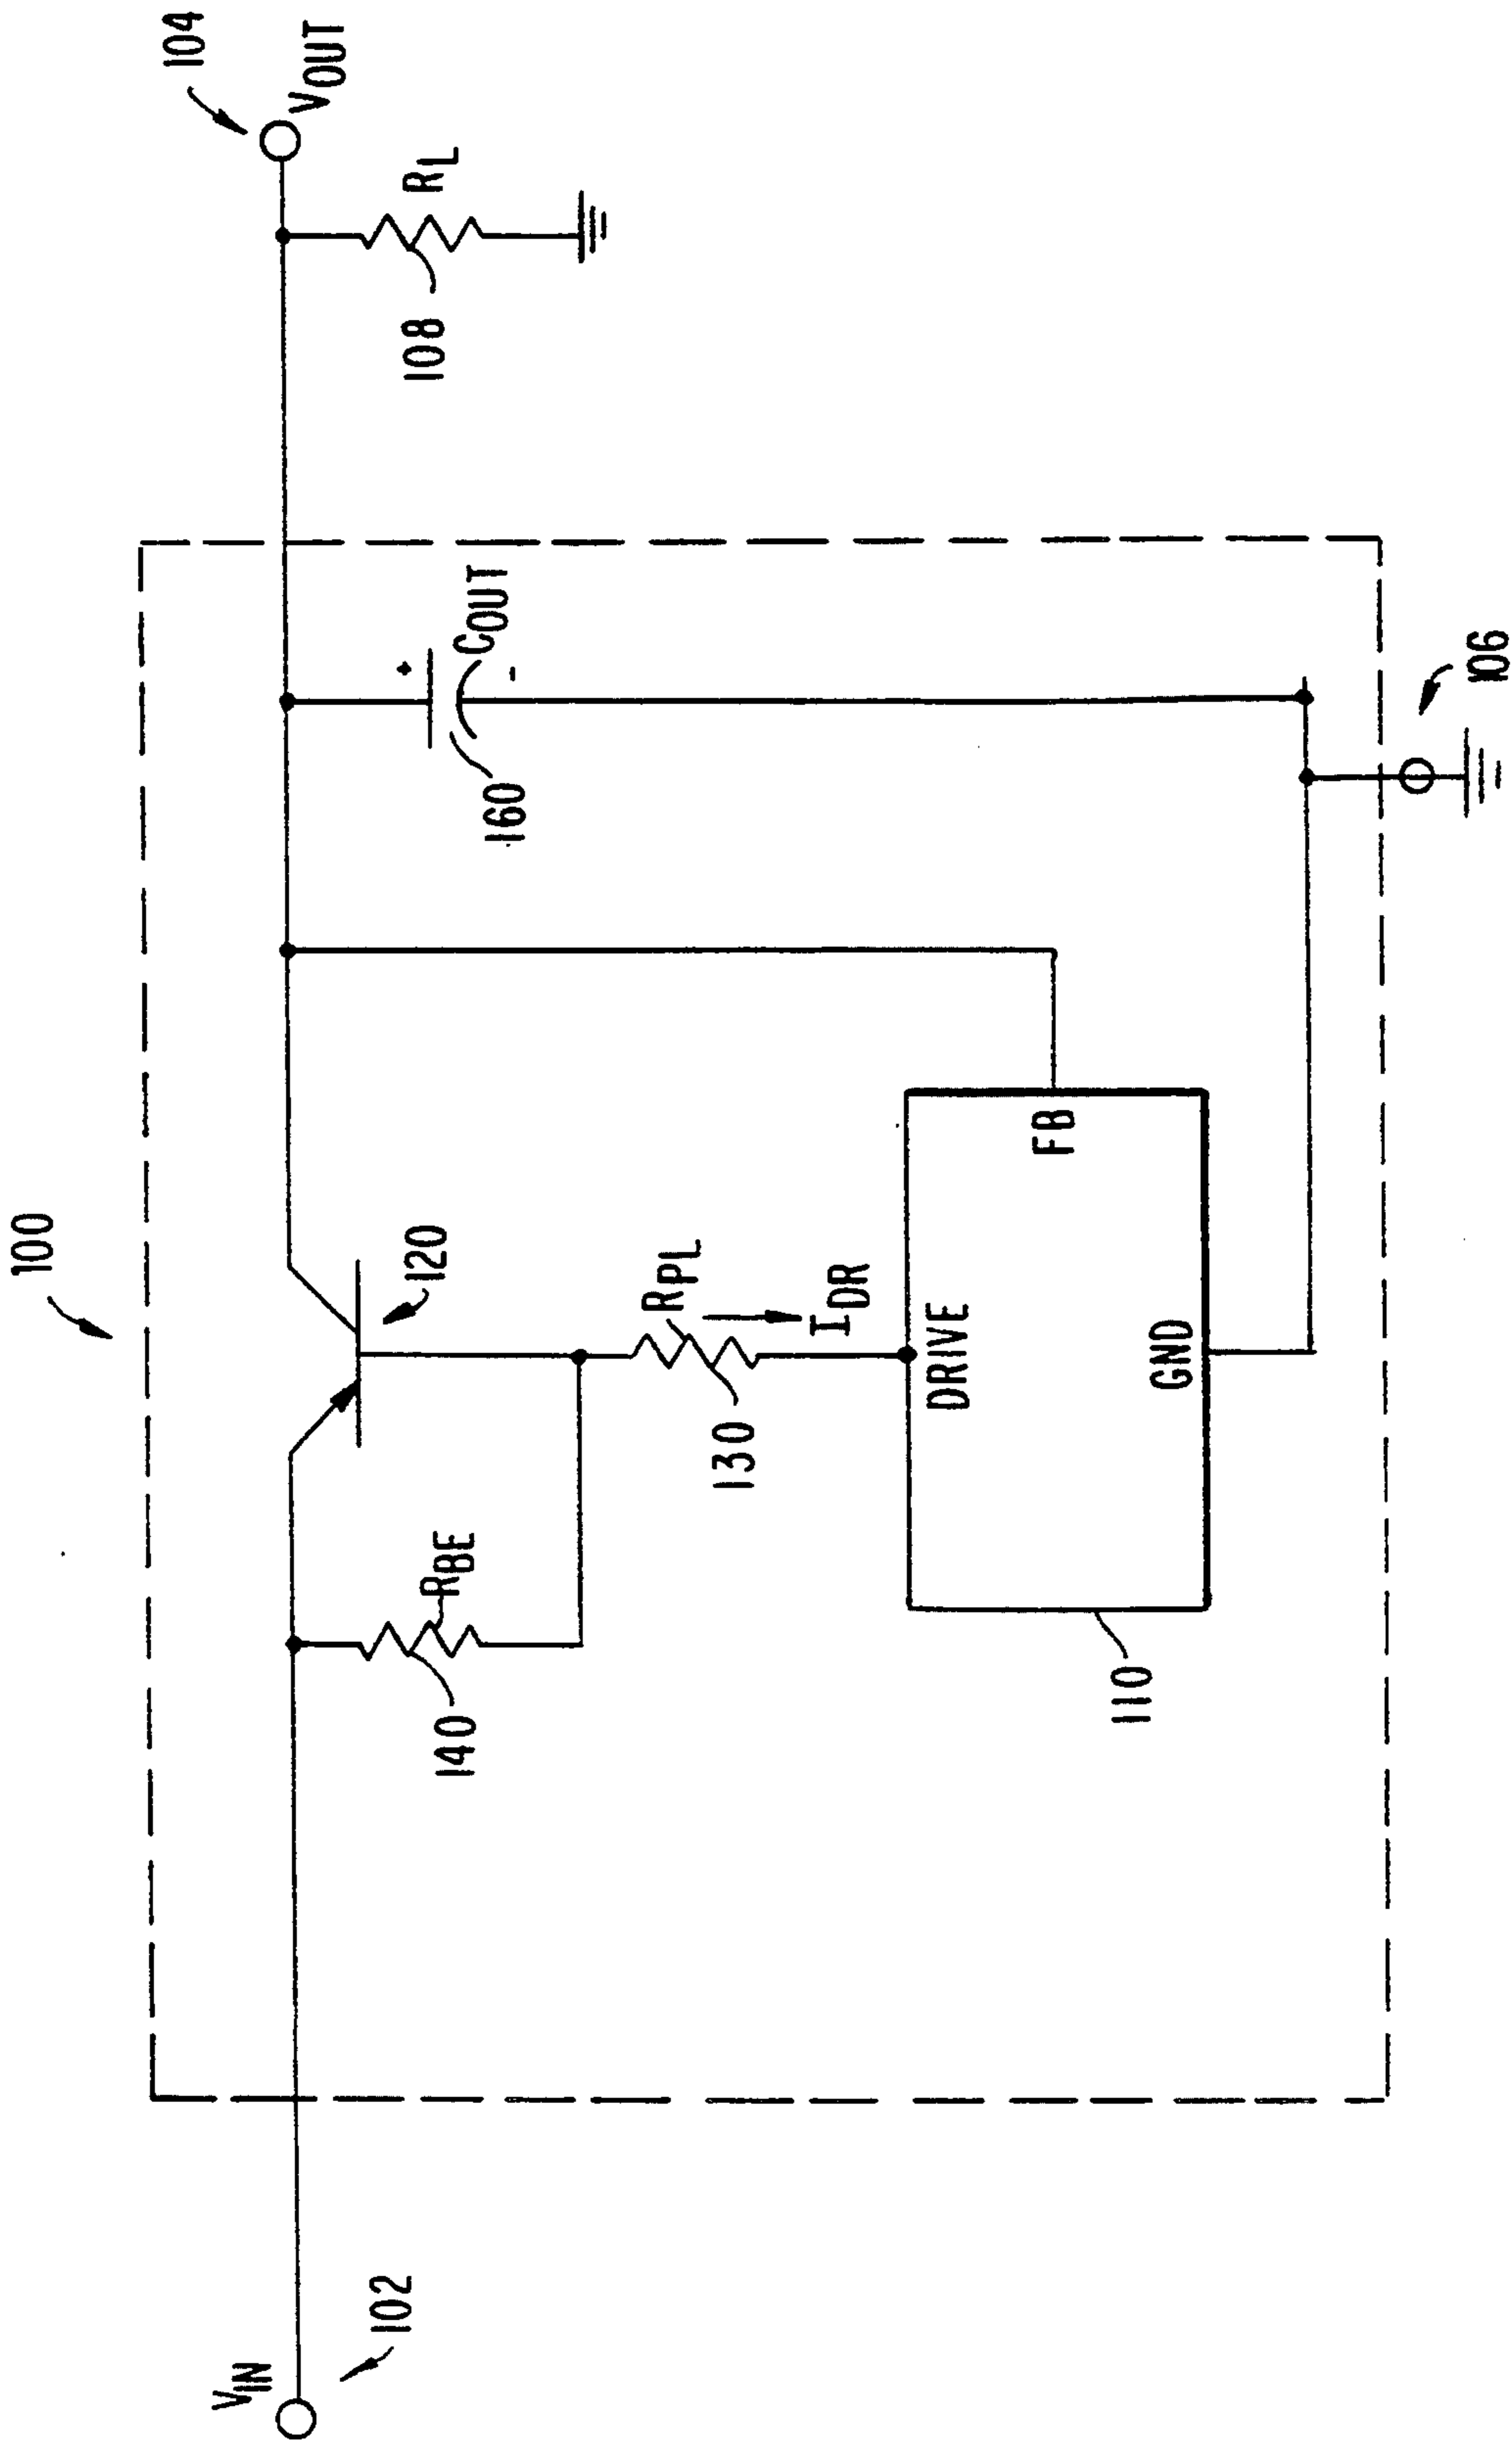 100
104
VOUT
VIN
102
140
RBE
120
RPL
130
IDR
DRIVE
FB
GND
110
160
COUT
+
-
108
RL
106